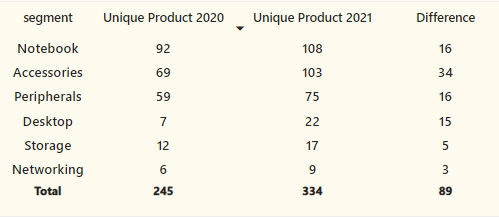 segment Unique Product 2020 Unique Product 2021 Difference
Notebook 92 108 16
Accessories 69 103 34
Peripherals 59 75 16
Desktop 7 22 15
Storage 12 17 5
Networking 6 9 3
Total 245 334 89